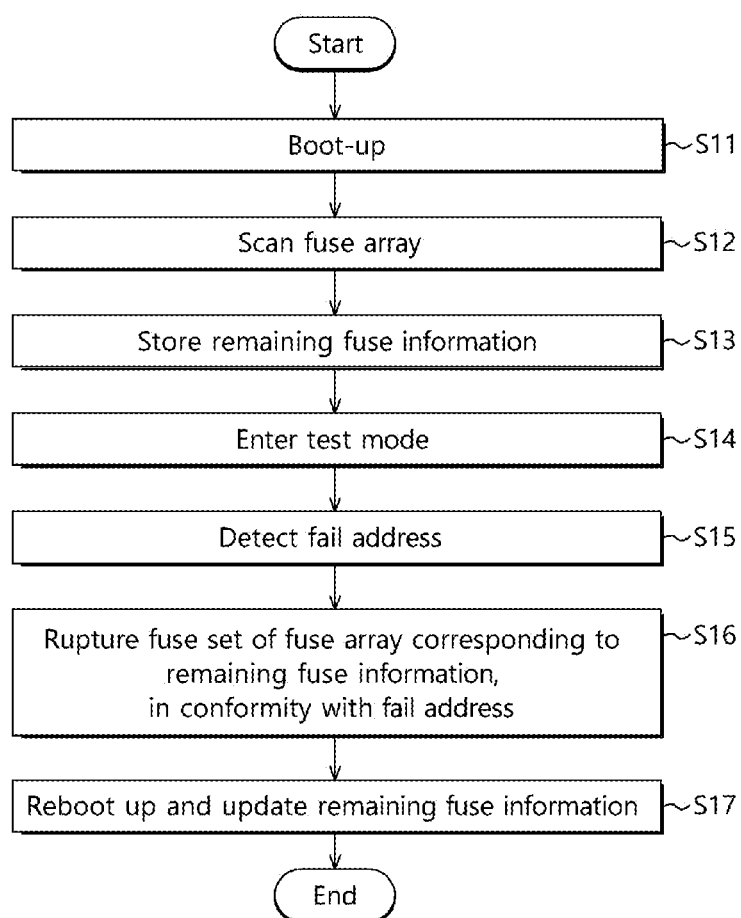 Start
Boot-up
S11
Scan fuse array
S12
Store remaining fuse information
S13
Enter test mode
S14
Detect fail address
S15
Rupture fuse set of fuse array corresponding to
remaining fuse information,
in conformity with fail address
S16
Reboot up and update remaining fuse information
S17
End